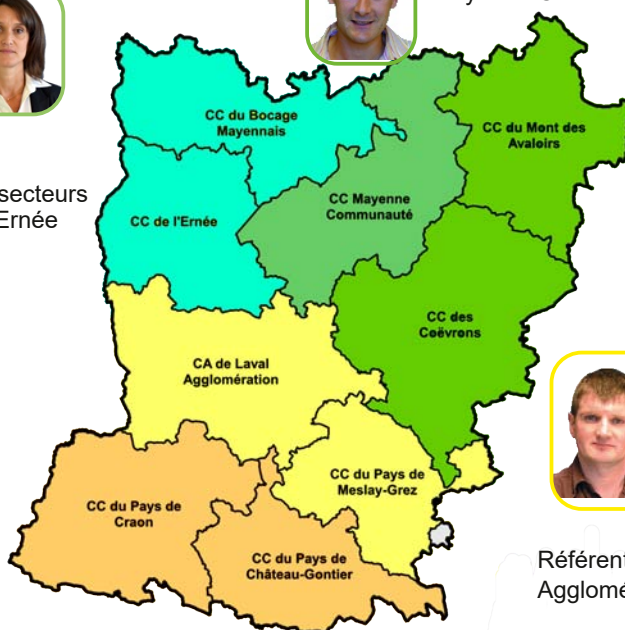 CC du Bocage
Mayennais
CC du Mont des
Avaloirs
secteurs
Ernée
CC de l'Ernée
CC Mayenne
Communauté
CC des
Coëvrons
CA de Laval
Agglomération
CC du Pays de
Meslay-Grez
CC du Pays de
Craon
CC du Pays de
Château-Gontier
Référent
Agglomé